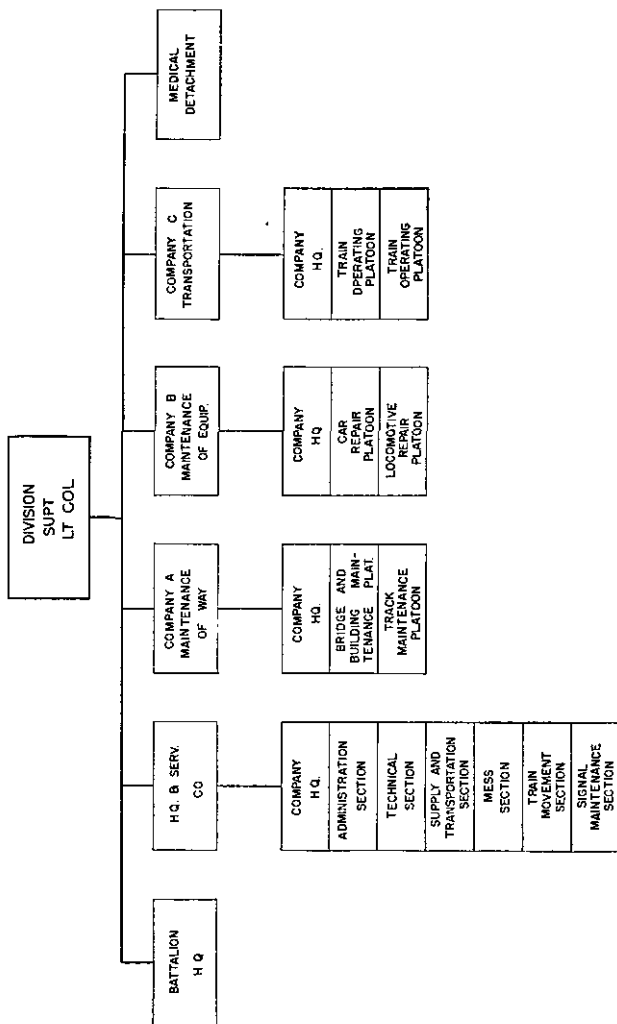 DIVISION
SUPT
LT COL
BATTALION
HQ
HQ. & SERV.
CO
COMPANY A
MAINTENANCE
OF WAY
COMPANY B
MAINTENANCE
OF EQUIP.
COMPANY C
TRANSPORTATION
MEDICAL
DETACHMENT
COMPANY
HQ.
ADMINISTRATION
SECTION
TECHNICAL
SECTION
SUPPLY AND
TRANSPORTATION
SECTION
MESS
SECTION
TRAIN
MOVEMENT
SECTION
SIGNAL
MAINTENANCE
SECTION
COMPANY
HQ.
BRIDGE AND
BUILDING MAIN-
TENANCE PLAT.
TRACK
MAINTENANCE
PLATOON
COMPANY
HQ
CAR
REPAIR
PLATOON
LOCOMOTIVE
REPAIR
PLATOON
COMPANY
HQ.
TRAIN
OPERATING
PLATOON
TRAIN
OPERATING
PLATOON